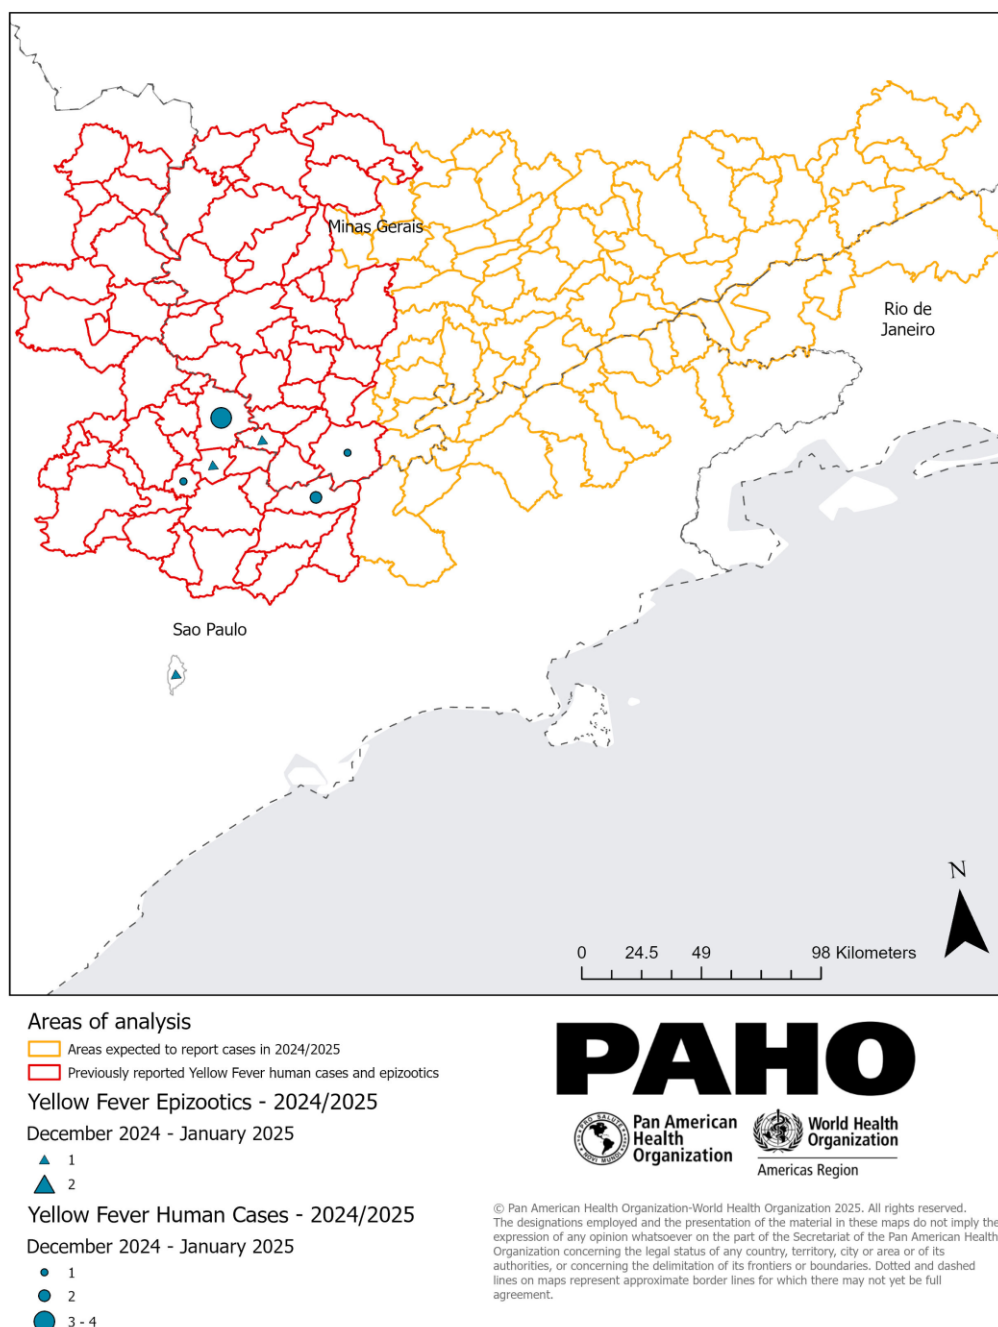 Minas Gerais
Rio de
Janeiro
Sao Paulo
N
0 24.5 49 98 Kilometers
Areas of analysis
Areas expected to report cases in 2024/2025
Previously reported Yellow Fever human cases and epizootics
Yellow Fever Epizootics - 2024/2025
December 2024 - January 2025
1
2
Yellow Fever Human Cases - 2024/2025
December 2024 - January 2025
1
2
3 - 4
PAHO
PRO SALUTE
NOVI MUNDI
Pan American
Health
Organization
World Health
Organization
Americas Region
© Pan American Health Organization-World Health Organization 2025. All rights reserved.
The designations employed and the presentation of the material in these maps do not imply the
expression of any opinion whatsoever on the part of the Secretariat of the Pan American Health
Organization concerning the legal status of any country, territory, city or area or of its
authorities, or concerning the delimitation of its frontiers or boundaries. Dotted and dashed
lines on maps represent approximate border lines for which there may not yet be full
agreement.